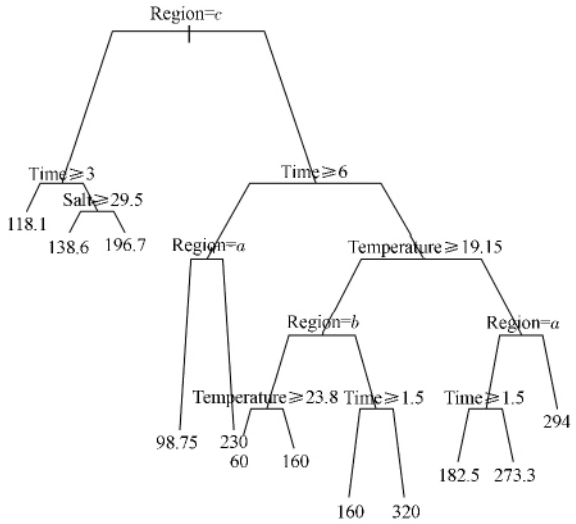 Region=c
Time≥3
Time≥6
Salt≥29.5
118.1
138.6
196.7
Region=a
Temperature≥19.15
Region=b
Region=a
Temperature≥23.8
Time≥1.5
Time≥1.5
98.75
230
60
160
294
182.5
273.3
160
320